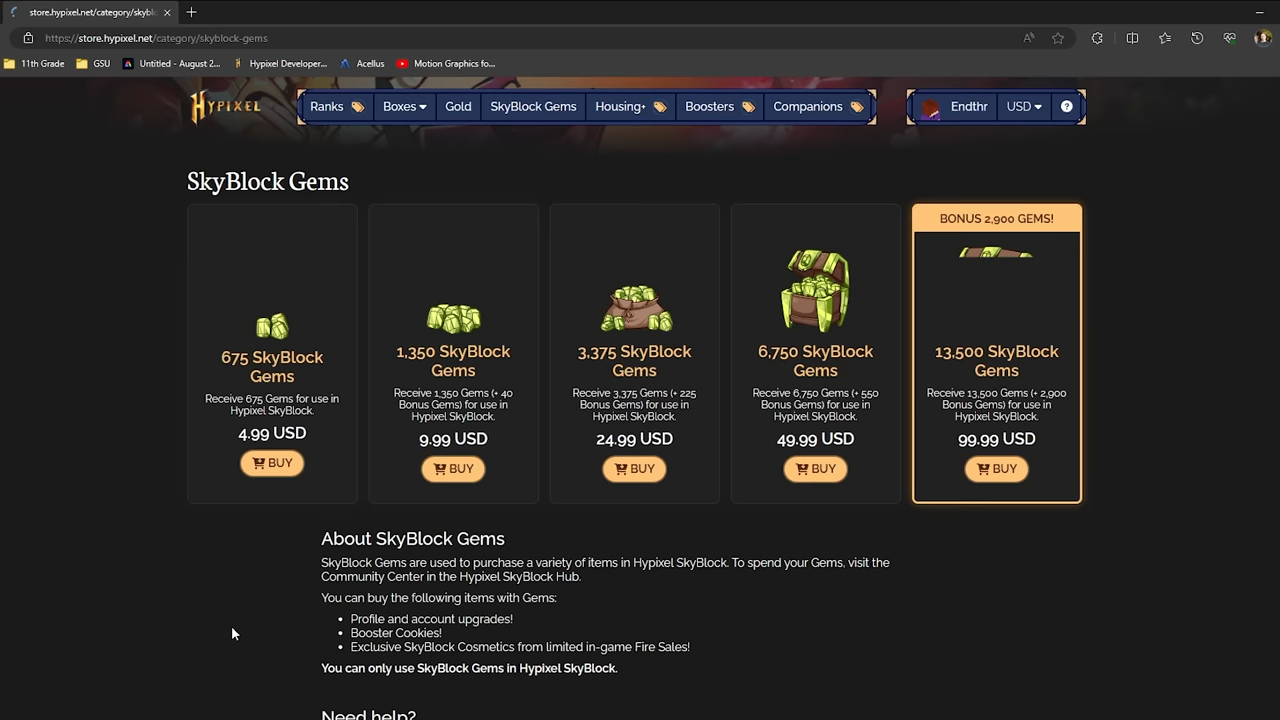 store.hypixel.net/category/skyblo
https://store.hypixel.net/category/skyblock-gems
11th Grade
GSU
Untitled - August 2...
Hypixel Developer...
Acellus
Motion Graphics fo...
HYPIXEL
Ranks
Boxes
Gold
SkyBlock Gems
Housing+
Boosters
Companions
Endthr
USD
?
SkyBlock Gems
675 SkyBlock
Gems
Receive 675 Gems for use in
Hypixel SkyBlock.
4.99 USD
BUY
1,350 SkyBlock
Gems
Receive 1,350 Gems (+ 40
Bonus Gems) for use in
Hypixel SkyBlock.
9.99 USD
BUY
3,375 SkyBlock
Gems
Receive 3,375 Gems (+ 225
Bonus Gems) for use in
Hypixel SkyBlock.
24.99 USD
BUY
6,750 SkyBlock
Gems
Receive 6,750 Gems (+ 550
Bonus Gems) for use in
Hypixel SkyBlock.
49.99 USD
BUY
BONUS 2,900 GEMS!
13,500 SkyBlock
Gems
Receive 13,500 Gems (+ 2,900
Bonus Gems) for use in
Hypixel SkyBlock.
99.99 USD
BUY
About SkyBlock Gems
SkyBlock Gems are used to purchase a variety of items in Hypixel SkyBlock. To spend your Gems, visit the
Community Center in the Hypixel SkyBlock Hub.
You can buy the following items with Gems:
• Profile and account upgrades!
• Booster Cookies!
• Exclusive SkyBlock Cosmetics from limited in-game Fire Sales!
You can only use SkyBlock Gems in Hypixel SkyBlock.
Need help?